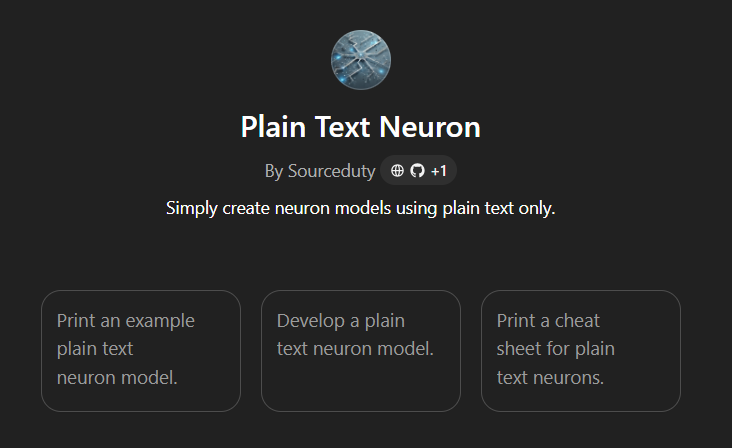 Plain Text Neuron
By Sourceduty +1
Simply create neuron models using plain text only.
Print an example
plain text
neuron model.
Develop a plain
text neuron model.
Print a cheat
sheet for plain
text neurons.